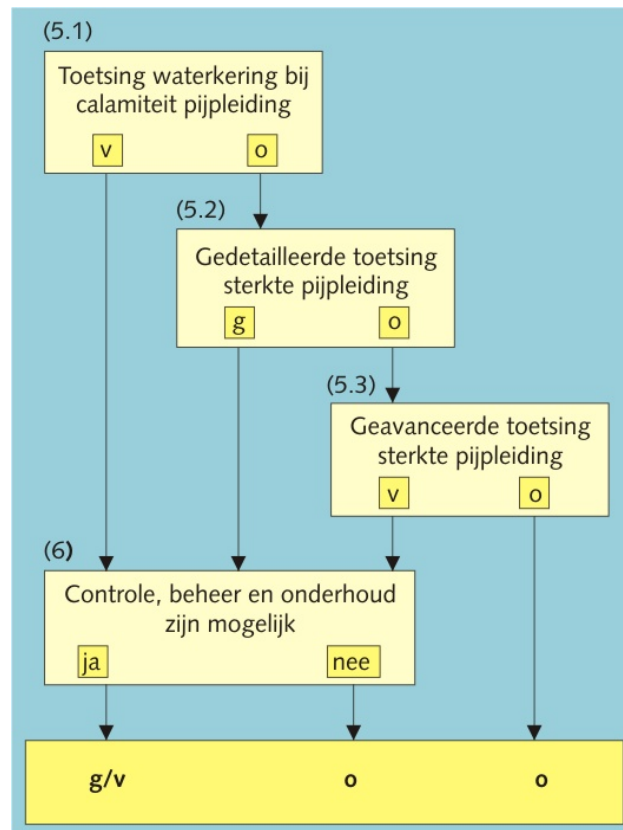 (5.1)
Toetsing waterkering bij
calamiteit pijpleiding
v o
(5.2)
Gedetailleerde toetsing
sterkte pijpleiding
g o
(5.3)
Geavanceerde toetsing
sterkte pijpleiding
v o
(6)
Controle, beheer en onderhoud
zijn mogelijk
ja nee
g/v o o